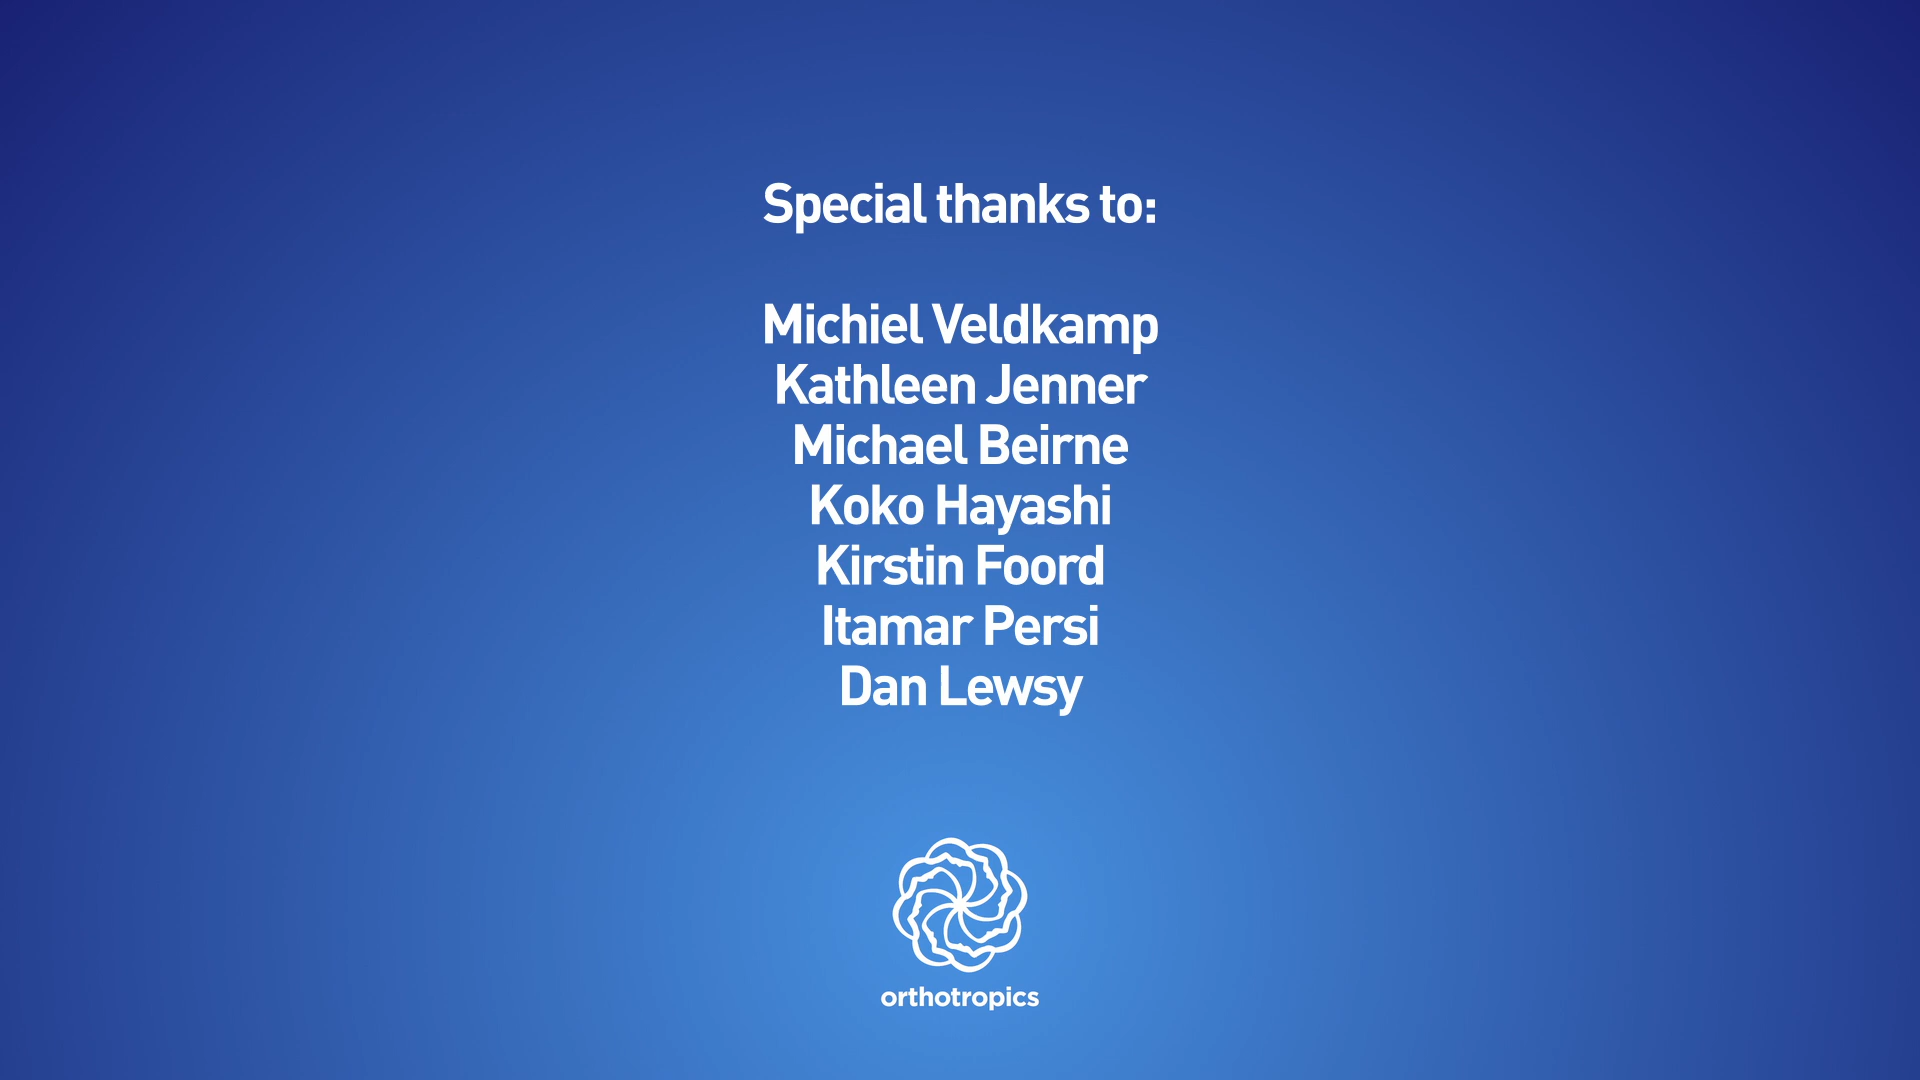 Special thanks to:
Michiel Veldkamp
Kathleen Jenner
Michael Beirne
Koko Hayashi
Kirstin Foord
Itamar Persi
Dan Lewsy
orthotropics